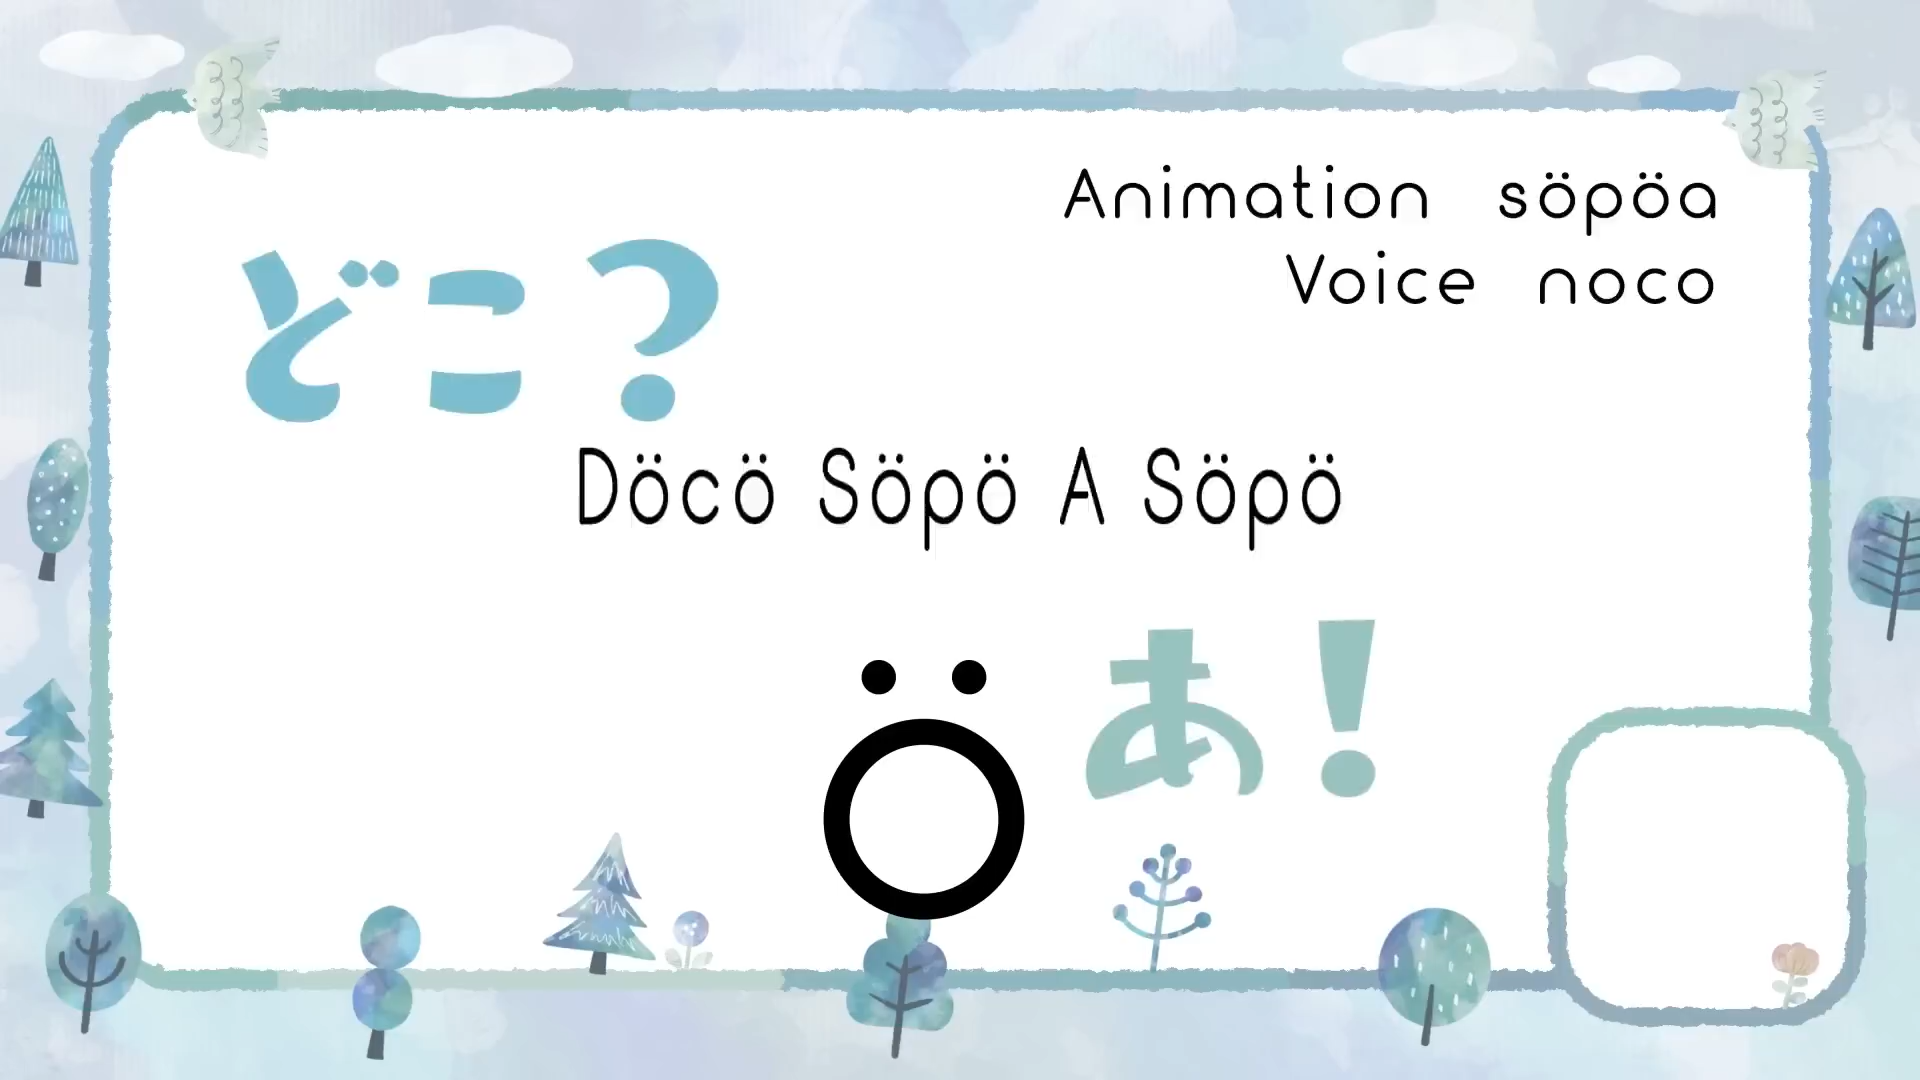 Animation söpöa
Voice noco
どこ?
Döcö Söpö A Söpö
ö
あ!